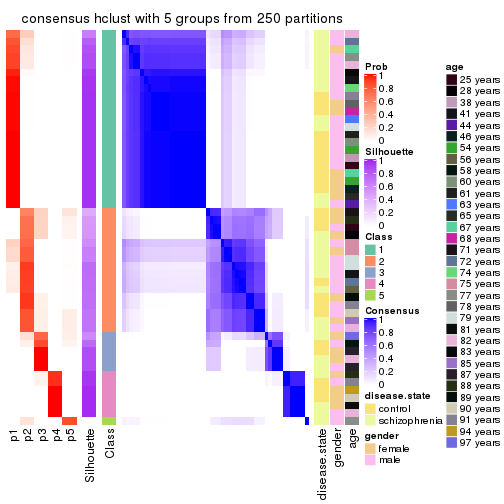 consensus hclust with 5 groups from 250 partitions
p1
p2
p3
p4
p5
Silhouette
Class
disease.state
gender
age
Prob
1
0.8
0.6
0.4
0.2
0
Silhouette
1
0.8
0.6
0.4
0.2
0
Class
1
2
3
4
5
Consensus
1
0.8
0.6
0.4
0.2
0
disease.state
control
schizophrenia
gender
female
male
age
25 years
28 years
38 years
41 years
44 years
46 years
54 years
56 years
58 years
60 years
61 years
63 years
65 years
67 years
68 years
70 years
71 years
72 years
74 years
75 years
77 years
78 years
79 years
81 years
82 years
83 years
85 years
87 years
88 years
89 years
90 years
91 years
94 years
97 years